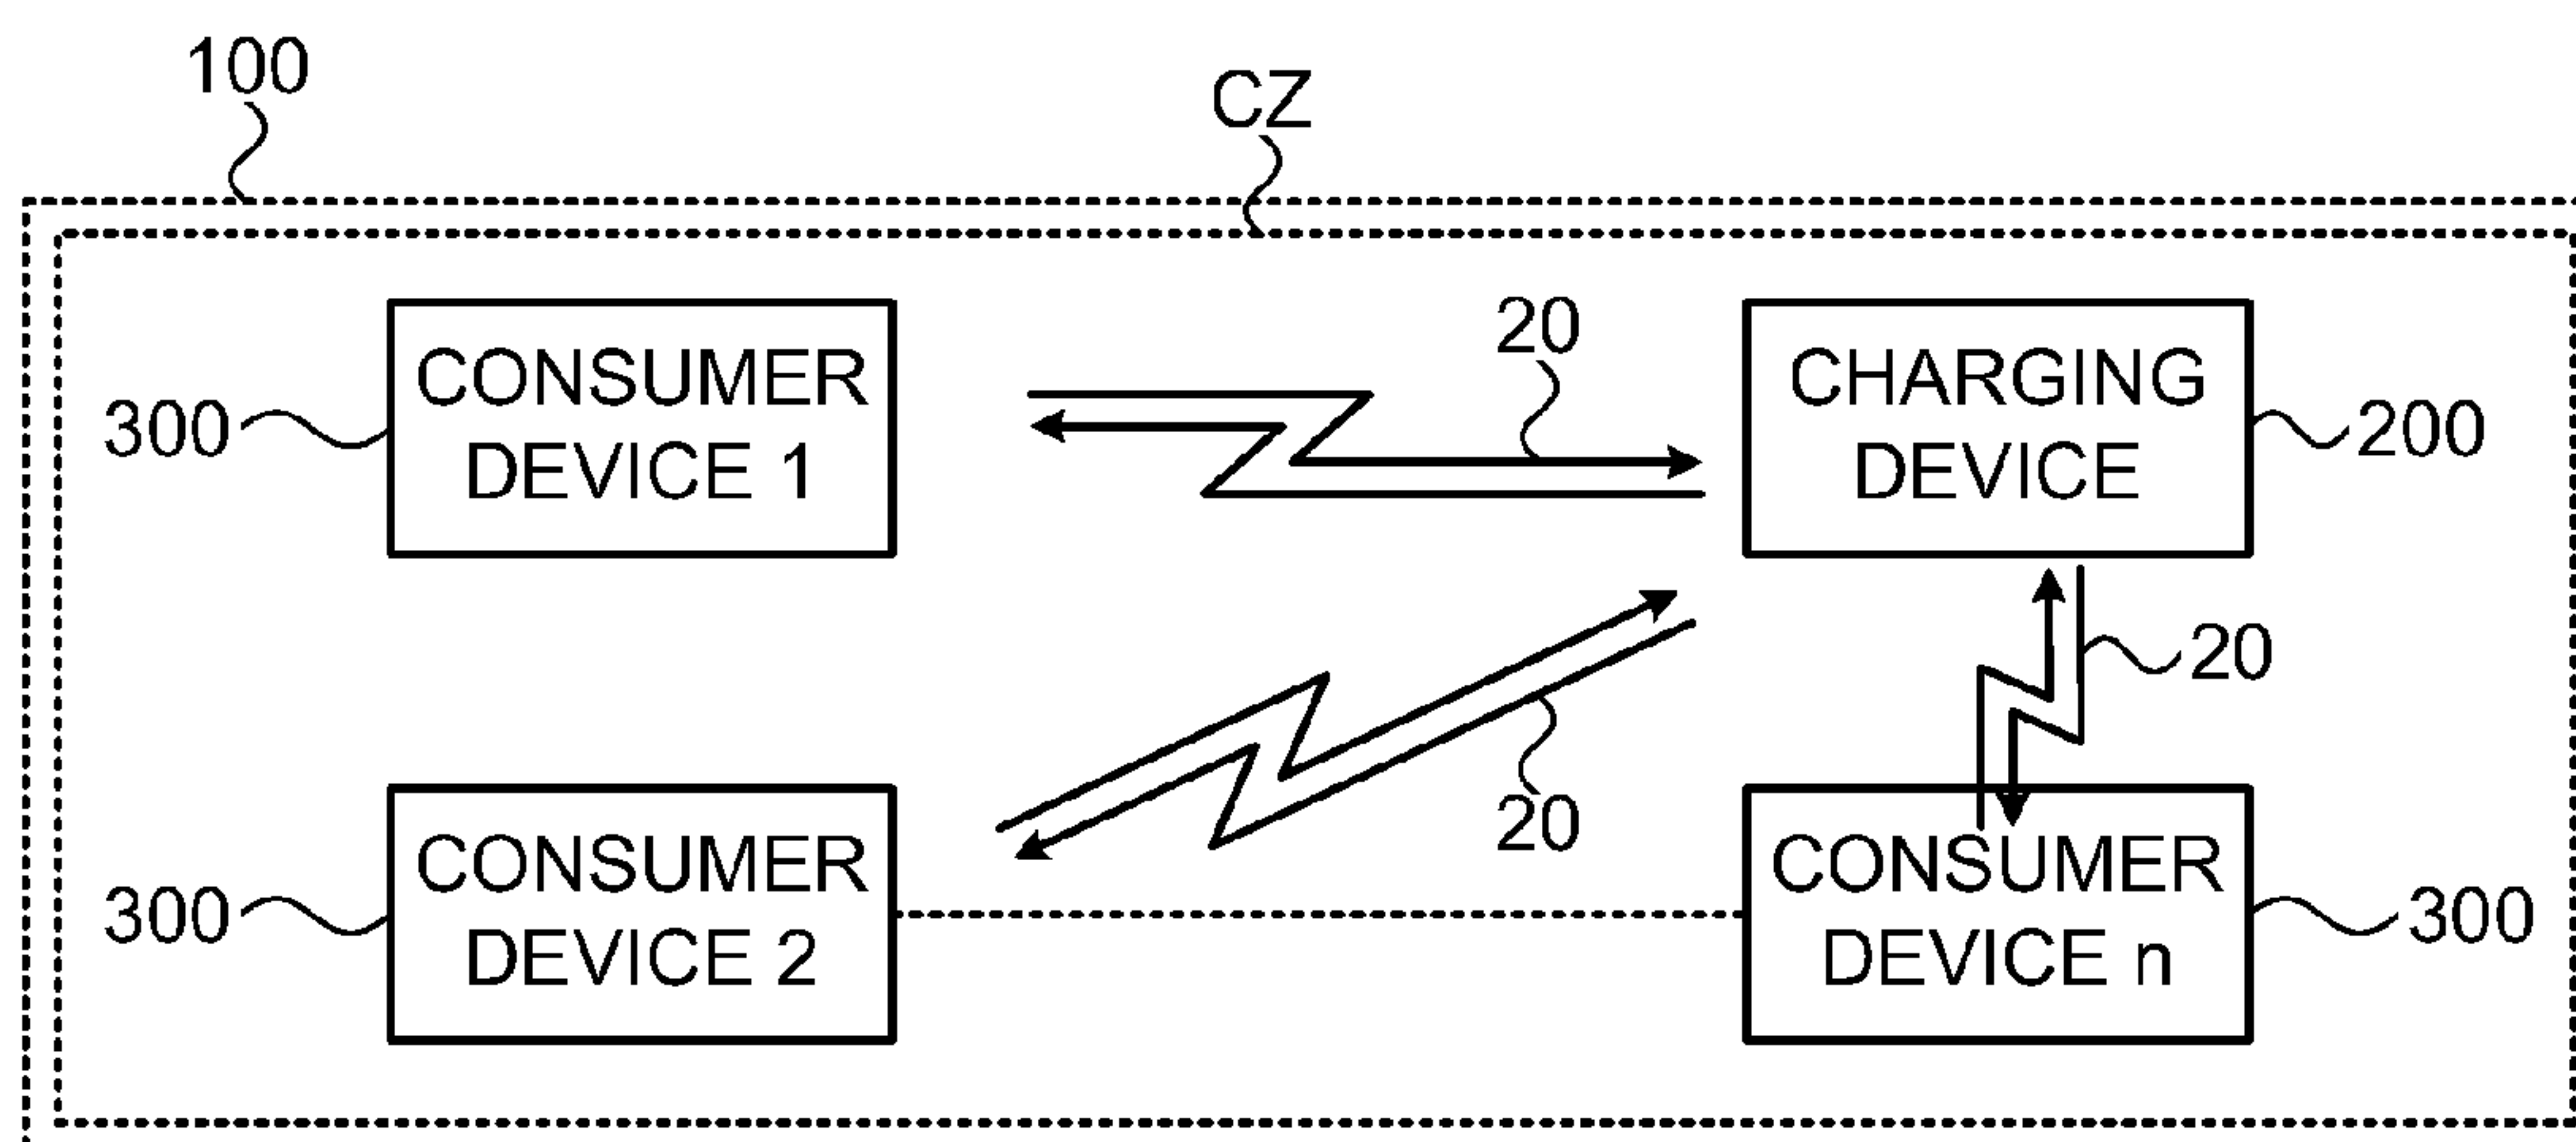 100
CZ
20
300
CONSUMER
DEVICE 1
CHARGING
DEVICE
200
20
20
300
CONSUMER
DEVICE 2
CONSUMER
DEVICE n
300